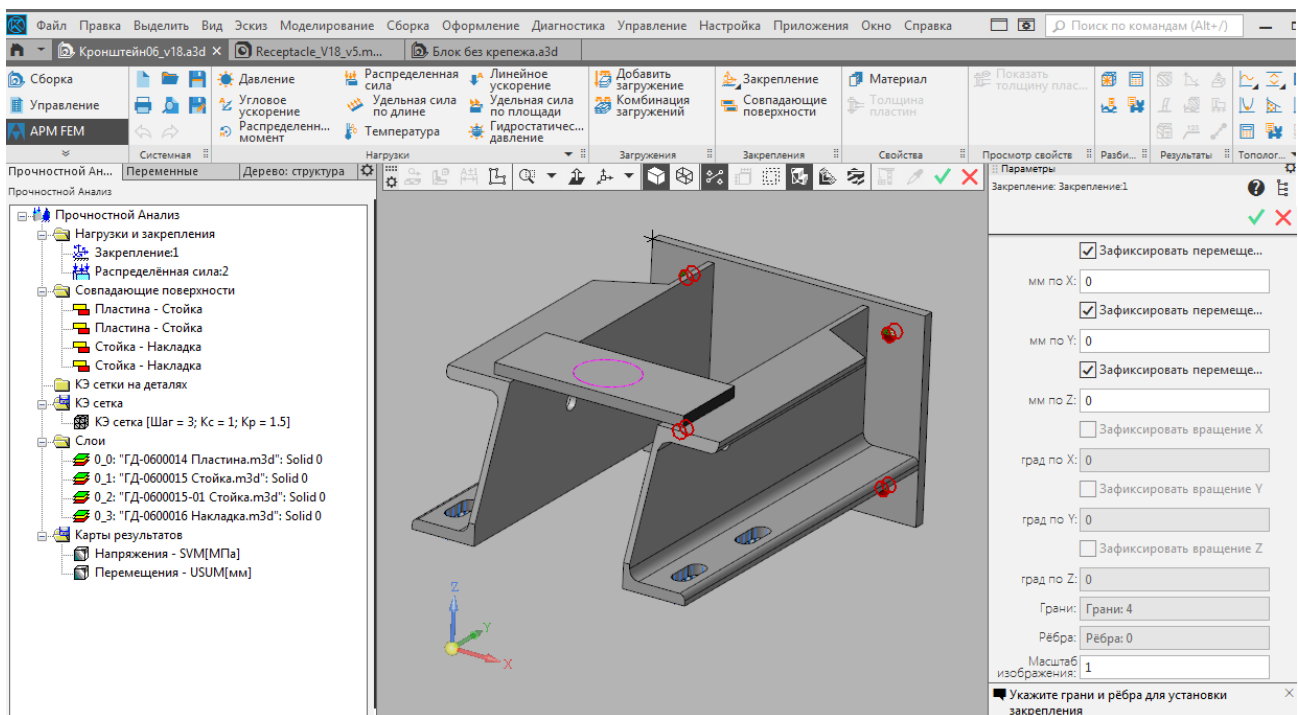 Файл Правка Выделить Вид Эскиз Моделирование Сборка Оформление Диагностика Управление Настройка Приложения Окно Справка
Поиск по командам (Alt+/)
Кронштейн06_v18.a3d
Receptacle_V18_v5.m...
Блок без крепежа.a3d
Сборка
Управление
APM FEM
Системная
Давление
Угловое ускорение
Распределенн... момент
Распределенная сила
Удельная сила по длине
Температура
Линейное ускорение
Удельная сила по площади
Гидростатичес... давление
Нагрузки
Добавить загружение
Комбинация загружений
Загружения
Закрепление
Совпадающие поверхности
Закрепления
Материал
Толщина пластин
Свойства
Показать толщину плас...
Просмотр свойств
Разби...
Результаты
Тополог...
Прочностной Ан...
Переменные
Дерево: структура
Прочностной Анализ
Прочностной Анализ
Нагрузки и закрепления
Закрепление:1
Распределённая сила:2
Совпадающие поверхности
Пластина - Стойка
Пластина - Стойка
Стойка - Накладка
Стойка - Накладка
КЭ сетки на деталях
КЭ сетка
КЭ сетка [Шаг = 3; Кс = 1; Кр = 1.5]
Слои
0_0: "ГД-0600014 Пластина.m3d": Solid 0
0_1: "ГД-0600015 Стойка.m3d": Solid 0
0_2: "ГД-0600015-01 Стойка.m3d": Solid 0
0_3: "ГД-0600016 Накладка.m3d": Solid 0
Карты результатов
Напряжения - SVM[МПа]
Перемещения - USUM[мм]
Z
Y
X
Параметры
Закрепление: Закрепление:1
Зафиксировать перемеще...
мм по X: 0
Зафиксировать перемеще...
мм по Y: 0
Зафиксировать перемеще...
мм по Z: 0
Зафиксировать вращение X
град по X: 0
Зафиксировать вращение Y
град по Y: 0
Зафиксировать вращение Z
град по Z: 0
Грани: Грани: 4
Рёбра: Рёбра: 0
Масштаб изображения: 1
Укажите грани и рёбра для установки
закрепления